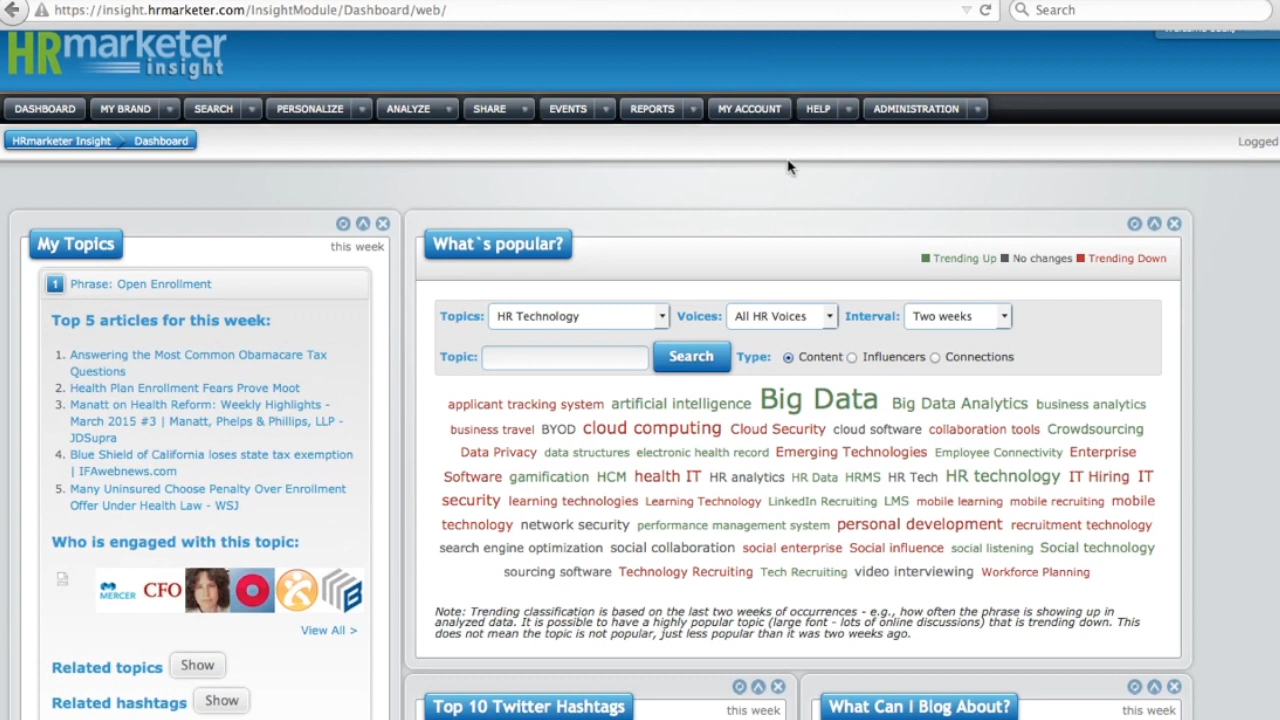 https://insight.hrmarketer.com/InsightModule/Dashboard/web/
Search
HRmarketer
insight
DASHBOARD MY BRAND SEARCH PERSONALIZE ANALYZE SHARE EVENTS REPORTS MY ACCOUNT HELP ADMINISTRATION
HRmarketer Insight Dashboard
Logged
My Topics
this week
1 Phrase: Open Enrollment
Top 5 articles for this week:
1. Answering the Most Common Obamacare Tax
Questions
2. Health Plan Enrollment Fears Prove Moot
3. Manatt on Health Reform: Weekly Highlights -
March 2015 #3 | Manatt, Phelps & Phillips, LLP -
JDSupra
4. Blue Shield of California loses state tax exemption
| IFAwebnews.com
5. Many Uninsured Choose Penalty Over Enrollment
Offer Under Health Law - WSJ
Who is engaged with this topic:
MERCER CFO
View All >
Related topics Show
Related hashtags Show
What`s popular?
Trending Up No changes Trending Down
Topics: HR Technology Voices: All HR Voices Interval: Two weeks
Topic: Search Type: Content Influencers Connections
applicant tracking system artificial intelligence Big Data Big Data Analytics business analytics
business travel BYOD cloud computing Cloud Security cloud software collaboration tools Crowdsourcing
Data Privacy data structures electronic health record Emerging Technologies Employee Connectivity Enterprise
Software gamification HCM health IT HR analytics HR Data HRMS HR Tech HR technology IT Hiring IT
security learning technologies Learning Technology LinkedIn Recruiting LMS mobile learning mobile recruiting mobile
technology network security performance management system personal development recruitment technology
search engine optimization social collaboration social enterprise Social influence social listening Social technology
sourcing software Technology Recruiting Tech Recruiting video interviewing Workforce Planning
Note: Trending classification is based on the last two weeks of occurrences - e.g., how often the phrase is showing up in
analyzed data. It is possible to have a highly popular topic (large font - lots of online discussions) that is trending down. This
does not mean the topic is not popular, just less popular than it was two weeks ago.
Top 10 Twitter Hashtags
this week
What Can I Blog About?
this week